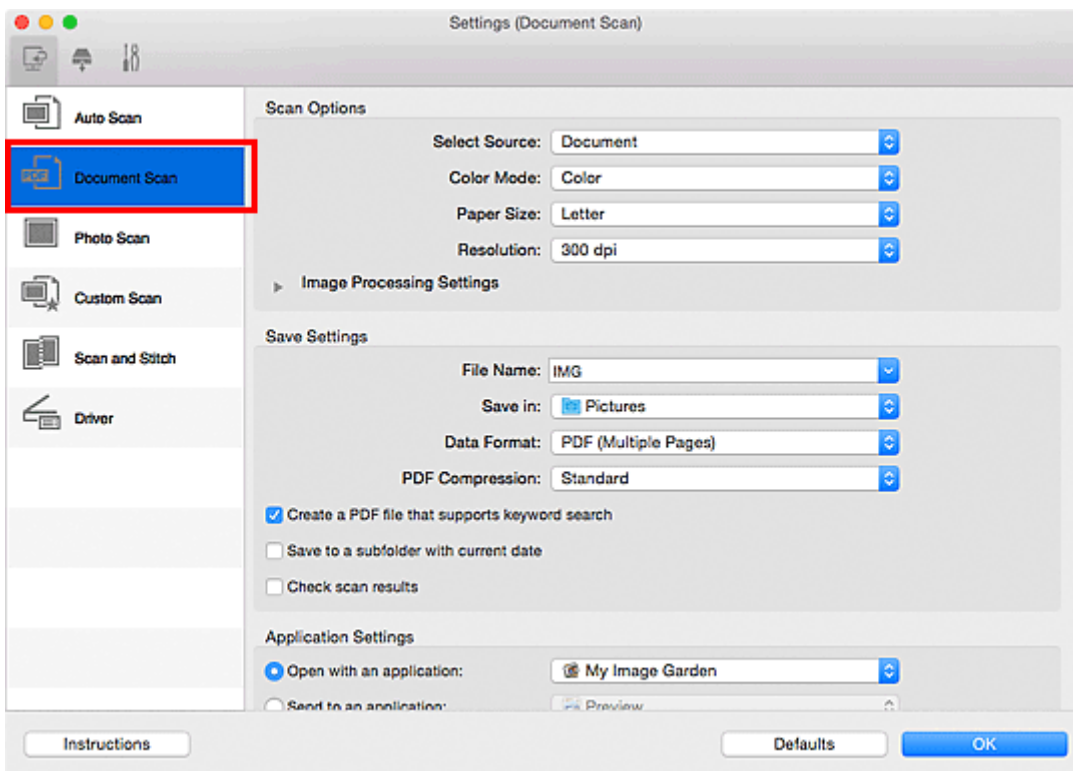 Settings (Document Scan)
Auto Scan
PDF
Document Scan
Photo Scan
Custom Scan
Scan and Stitch
Driver
Scan Options
Select Source: Document
Color Mode: Color
Paper Size: Letter
Resolution: 300 dpi
Image Processing Settings
Save Settings
File Name: IMG
Save in: Pictures
Data Format: PDF (Multiple Pages)
PDF Compression: Standard
Create a PDF file that supports keyword search
Save to a subfolder with current date
Check scan results
Application Settings
Open with an application: My Image Garden
Send to an application: Preview
Instructions
Defaults
OK